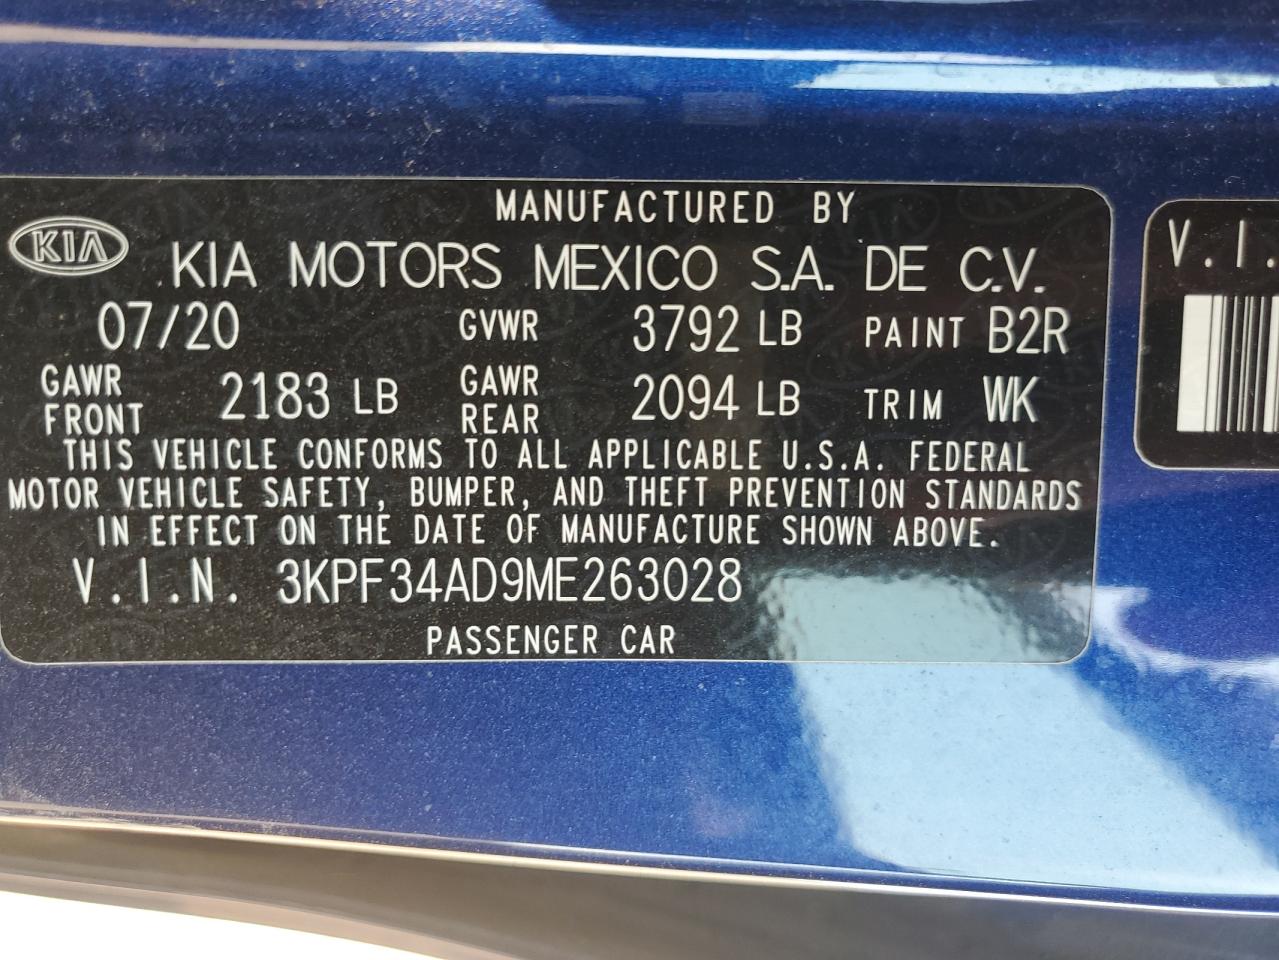 MANUFACTURED BY
KIA KIA MOTORS MEXICO S.A. DE C.V.
07/20 GVWR 3792 LB PAINT B2R
GAWR FRONT 2183 LB GAWR REAR 2094 LB TRIM WK
THIS VEHICLE CONFORMS TO ALL APPLICABLE U.S.A. FEDERAL
MOTOR VEHICLE SAFETY, BUMPER, AND THEFT PREVENTION STANDARDS
IN EFFECT ON THE DATE OF MANUFACTURE SHOWN ABOVE.
V.I.N. 3KPF34AD9ME263028
PASSENGER CAR
V.I.